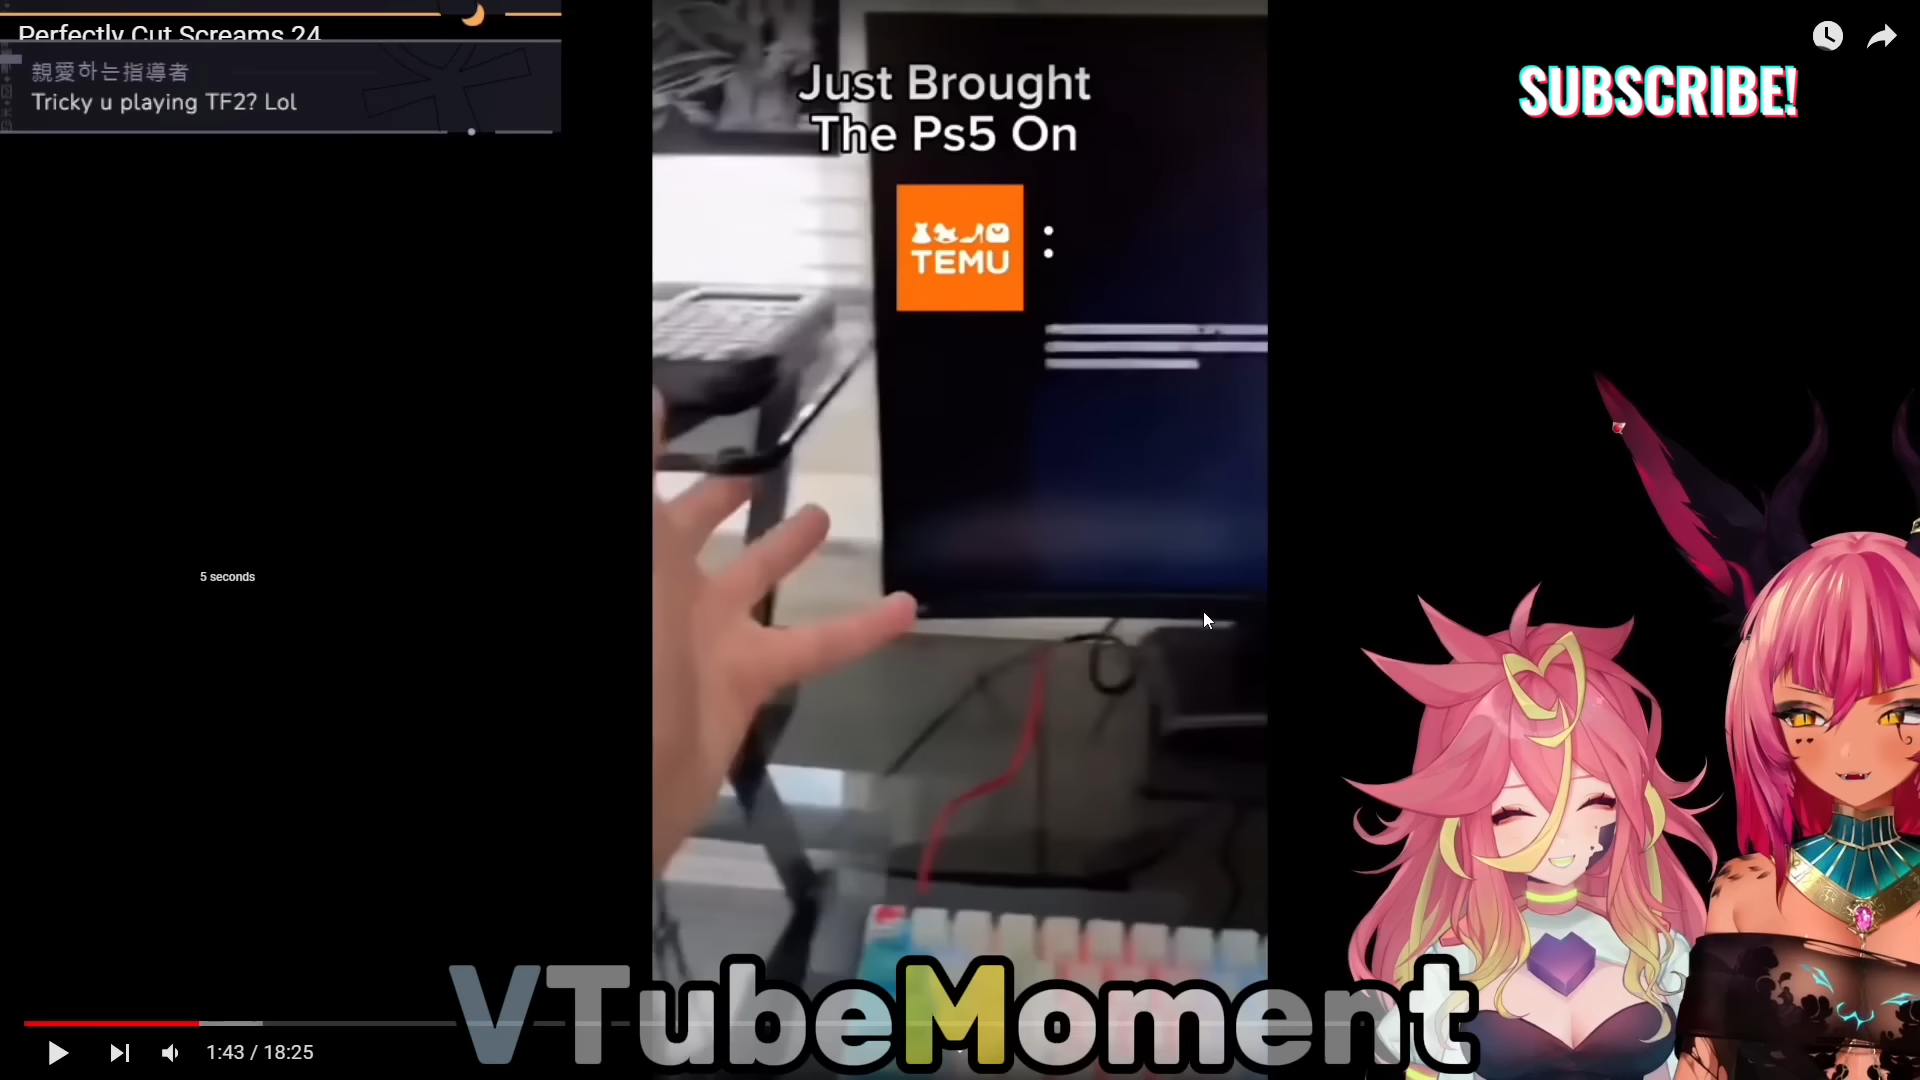 Perfectly Cut Screams 24
親愛하는指導者
Tricky u playing TF2? Lol
Just Brought
The Ps5 On
TEMU :
SUBSCRIBE!
5 seconds
VTubeMoment
1:43 / 18:25